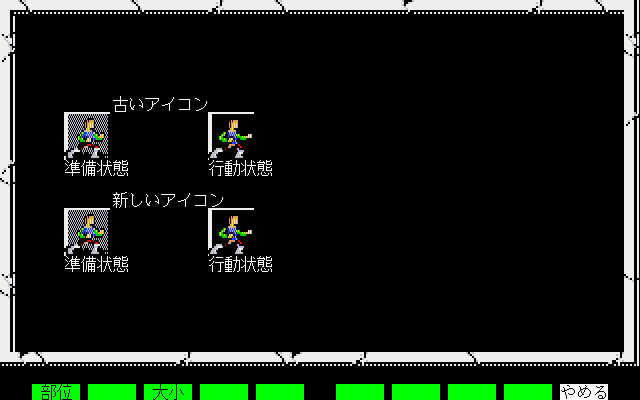 古いアイコン
準備状態 行動状態
新しいアイコン
準備状態 行動状態
部位 大小 やめる